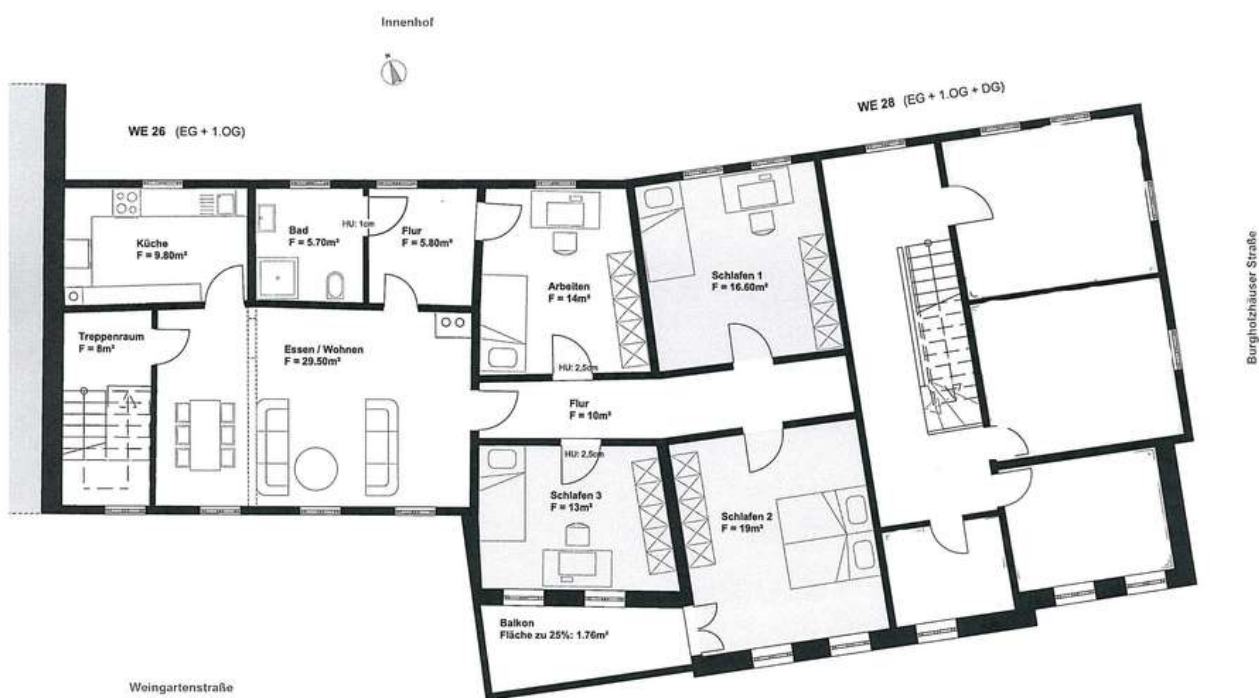 Innenhof
N
WE 26 (EG + 1.OG)
WE 28 (EG + 1.OG + DG)
Küche
F = 9.80m²
Bad
F = 5.70m²
HU: 1cm
Flur
F = 5.80m²
Arbeiten
F = 14m²
HU: 2,5cm
Schlafen 1
F = 16.60m²
Treppenraum
F = 8m²
Essen / Wohnen
F = 29.50m²
Flur
F = 10m²
HU: 2,5cm
Schlafen 3
F = 13m²
Schlafen 2
F = 19m²
Balkon
Fläche zu 25%: 1.76m²
Burgholzhäuser Straße
Weingartenstraße